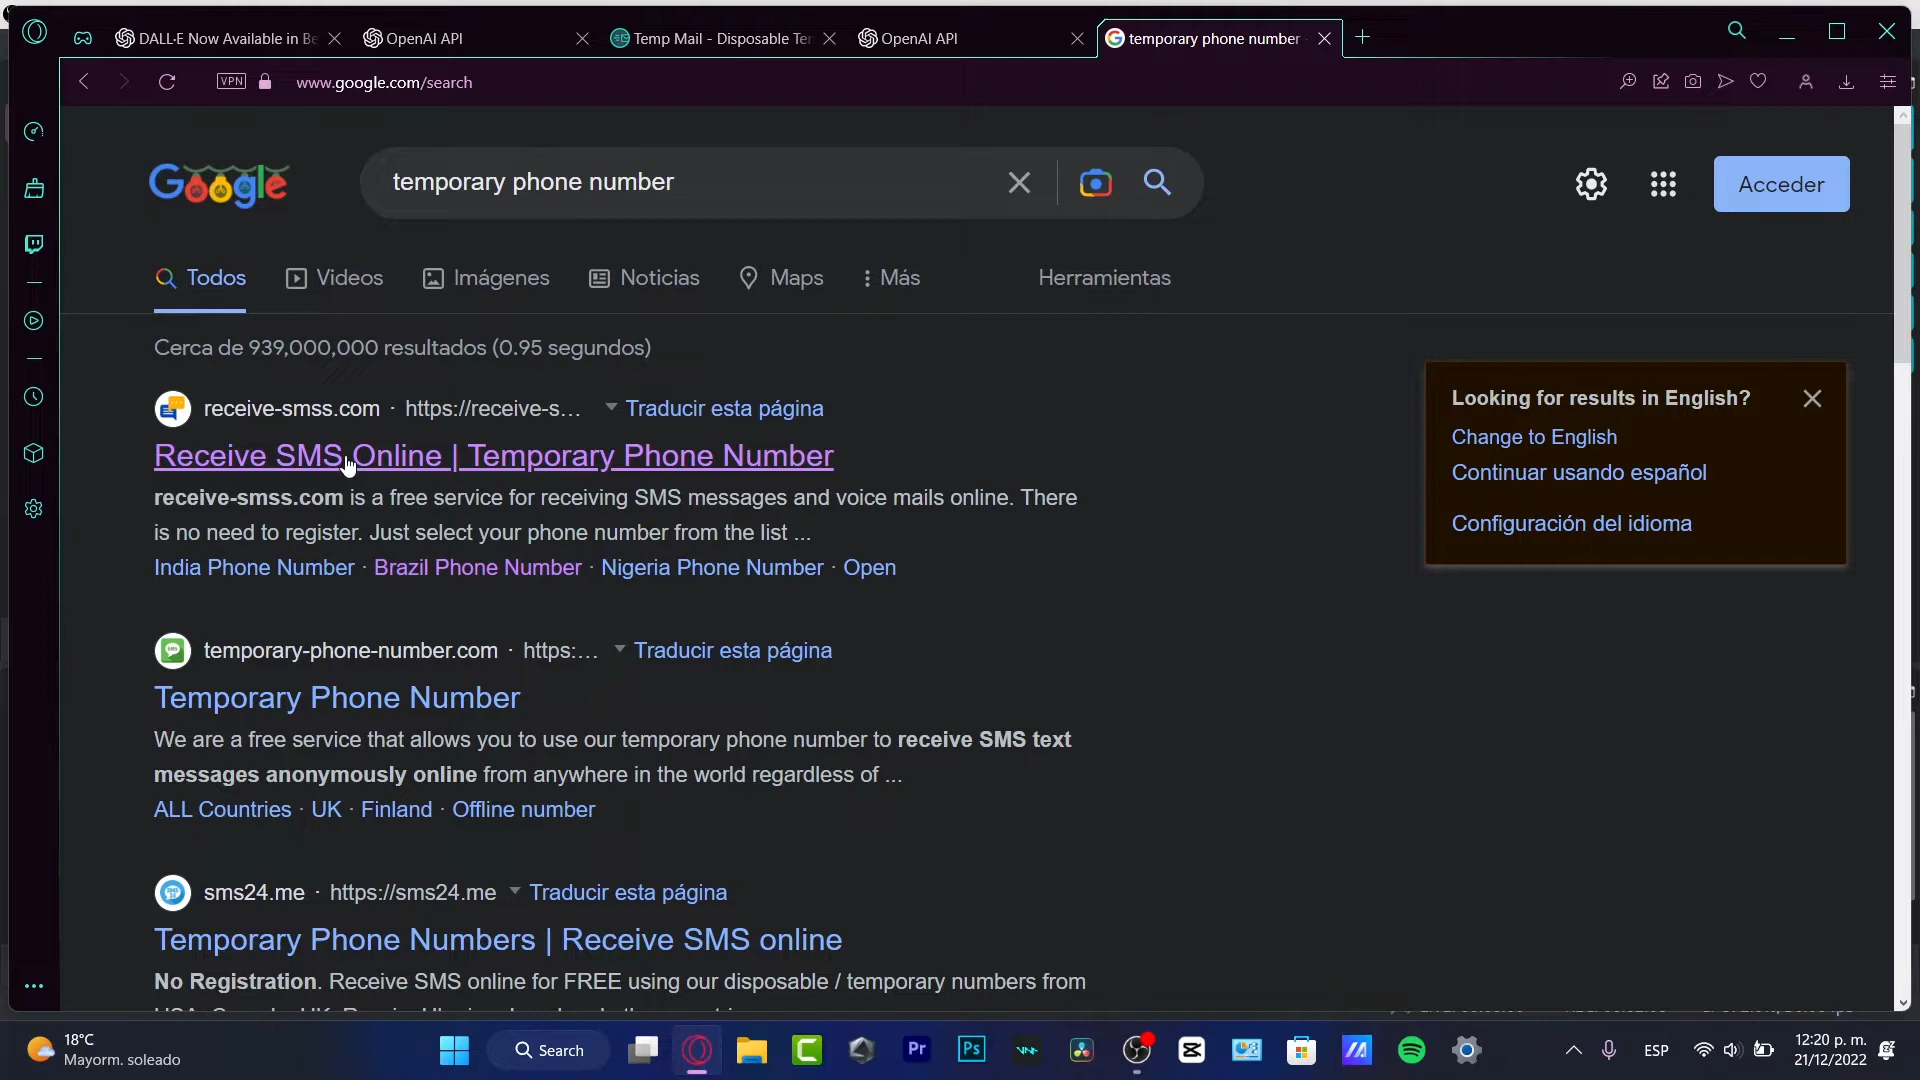 DALL·E Now Available in Be
OpenAI API
Temp Mail - Disposable Te
OpenAI API
temporary phone number
VPN
www.google.com/search
Google
temporary phone number
Acceder
Todos
Videos
Imágenes
Noticias
Maps
Más
Herramientas
Cerca de 939,000,000 resultados (0.95 segundos)
receive-smss.com · https://receive-s... Traducir esta página
Receive SMS Online | Temporary Phone Number
receive-smss.com is a free service for receiving SMS messages and voice mails online. There
is no need to register. Just select your phone number from the list ...
India Phone Number · Brazil Phone Number · Nigeria Phone Number · Open
Looking for results in English?
Change to English
Continuar usando español
Configuración del idioma
temporary-phone-number.com · https:... Traducir esta página
Temporary Phone Number
We are a free service that allows you to use our temporary phone number to receive SMS text
messages anonymously online from anywhere in the world regardless of ...
ALL Countries · UK · Finland · Offline number
sms24.me · https://sms24.me Traducir esta página
Temporary Phone Numbers | Receive SMS online
No Registration. Receive SMS online for FREE using our disposable / temporary numbers from
18°C
Mayorm. soleado
Search
Pr
Ps
ESP
12:20 p. m.
21/12/2022